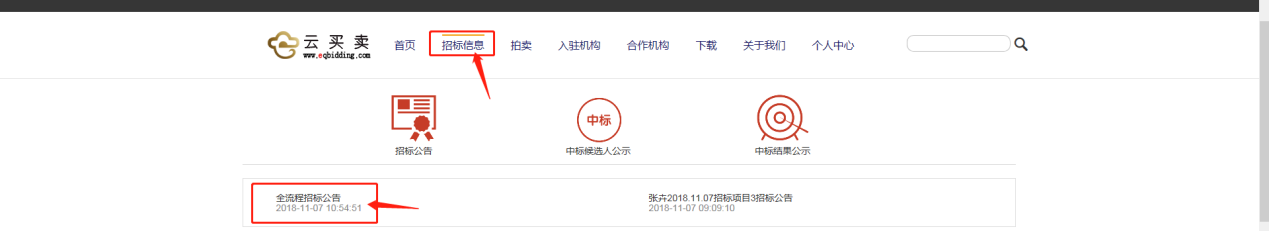 云买卖
www.eqbidding.com
首页
招标信息
拍卖
入驻机构
合作机构
下载
关于我们
个人中心
中标
招标公告
中标候选人公示
中标结果公示
全流程招标公告
2018-11-07 10:54:51
张卉2018.11.07招标项目3招标公告
2018-11-07 09:09:10